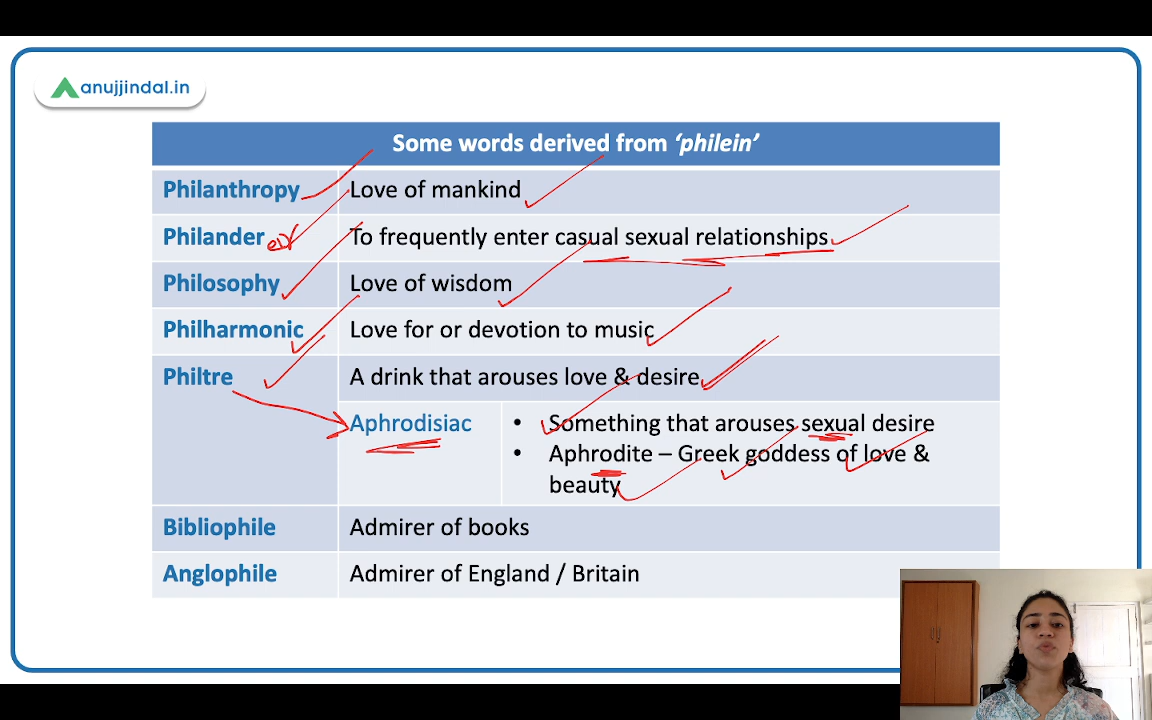 anujjindal.in
Some words derived from ‘philein’
Philanthropy Love of mankind
Philander er To frequently enter casual sexual relationships
Philosophy Love of wisdom
Philharmonic Love for or devotion to music
Philtre A drink that arouses love & desire
Aphrodisiac • Something that arouses sexual desire
• Aphrodite – Greek goddess of love &
beauty
Bibliophile Admirer of books
Anglophile Admirer of England / Britain